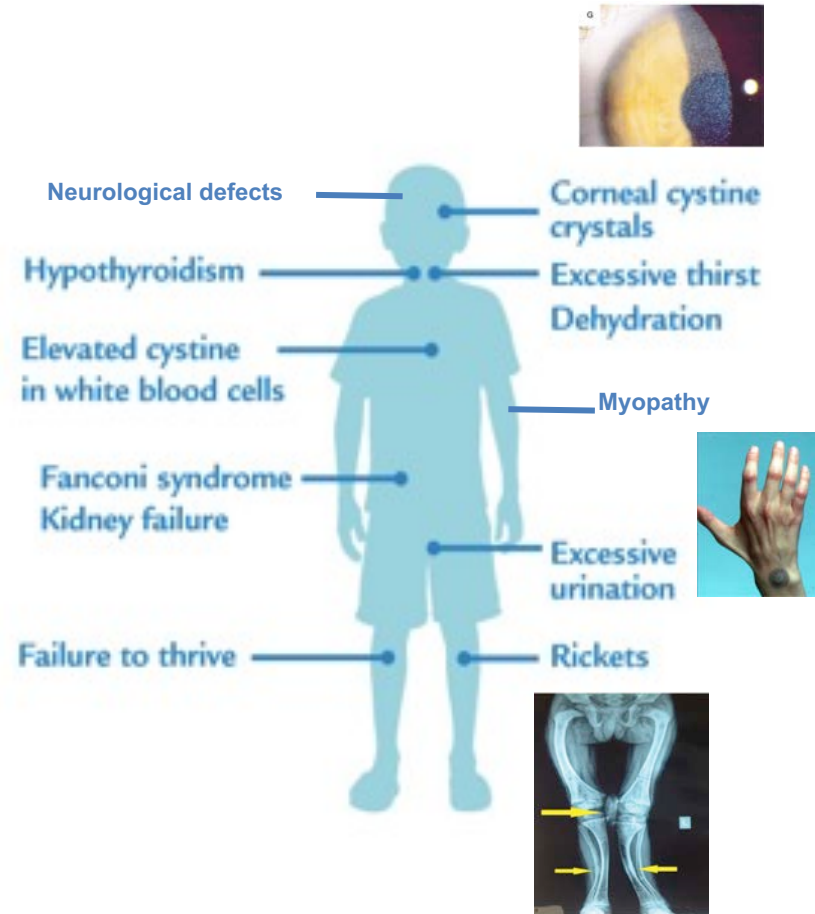 G
Neurological defects
Corneal cystine
crystals
Hypothyroidism
Excessive thirst
Dehydration
Elevated cystine
in white blood cells
Myopathy
Fanconi syndrome
Kidney failure
Excessive
urination
Failure to thrive
Rickets